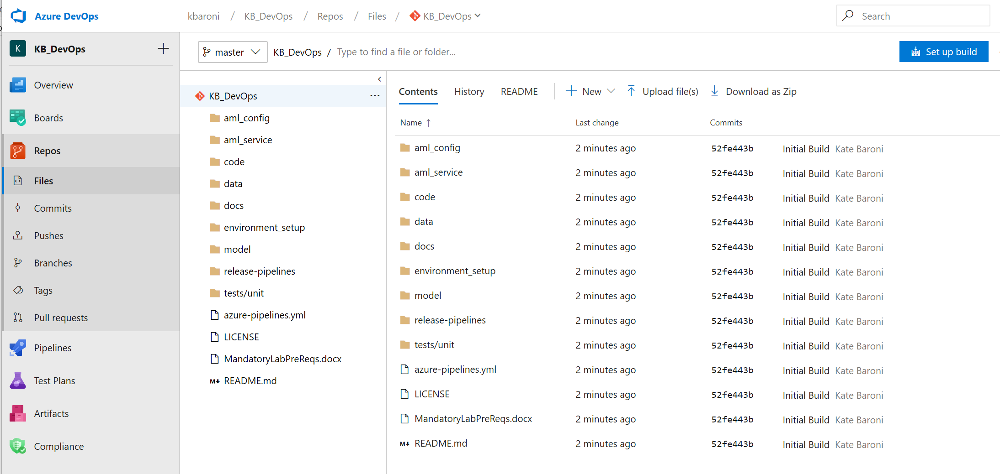 Azure DevOps
kbaroni / KB_DevOps / Repos / Files / KB_DevOps
Search
K KB_DevOps
master KB_DevOps / Type to find a file or folder...
Set up build
Overview
Boards
Repos
Files
Commits
Pushes
Branches
Tags
Pull requests
Pipelines
Test Plans
Artifacts
Compliance
KB_DevOps ...
aml_config
aml_service
code
data
docs
environment_setup
model
release-pipelines
tests/unit
azure-pipelines.yml
LICENSE
MandatoryLabPreReqs.docx
M↓ README.md
Contents History README New Upload file(s) Download as Zip
Name ↑ Last change Commits
aml_config 2 minutes ago 52fe443b Initial Build Kate Baroni
aml_service 2 minutes ago 52fe443b Initial Build Kate Baroni
code 2 minutes ago 52fe443b Initial Build Kate Baroni
data 2 minutes ago 52fe443b Initial Build Kate Baroni
docs 2 minutes ago 52fe443b Initial Build Kate Baroni
environment_setup 2 minutes ago 52fe443b Initial Build Kate Baroni
model 2 minutes ago 52fe443b Initial Build Kate Baroni
release-pipelines 2 minutes ago 52fe443b Initial Build Kate Baroni
tests/unit 2 minutes ago 52fe443b Initial Build Kate Baroni
azure-pipelines.yml 2 minutes ago 52fe443b Initial Build Kate Baroni
LICENSE 2 minutes ago 52fe443b Initial Build Kate Baroni
MandatoryLabPreReqs.docx 2 minutes ago 52fe443b Initial Build Kate Baroni
M↓ README.md 2 minutes ago 52fe443b Initial Build Kate Baroni